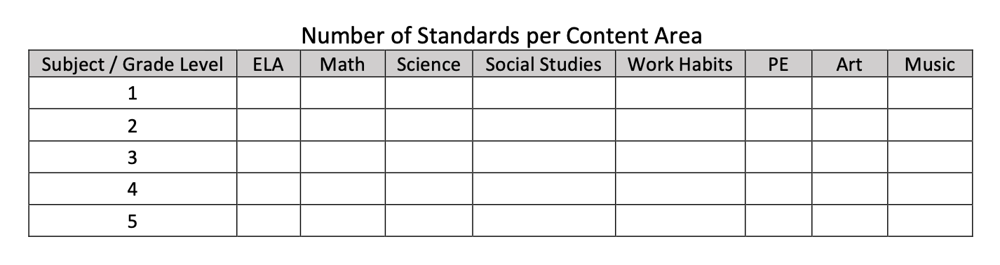 Number of Standards per Content Area
Subject / Grade Level ELA Math Science Social Studies Work Habits PE Art Music
1
2
3
4
5